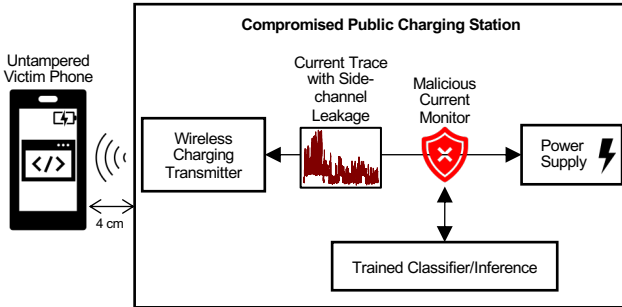 Compromised Public Charging Station
Untampered
Victim Phone
</>
4 cm
Wireless
Charging
Transmitter
Current Trace
with Side-
channel
Leakage
Malicious
Current
Monitor
Power
Supply
Trained Classifier/Inference